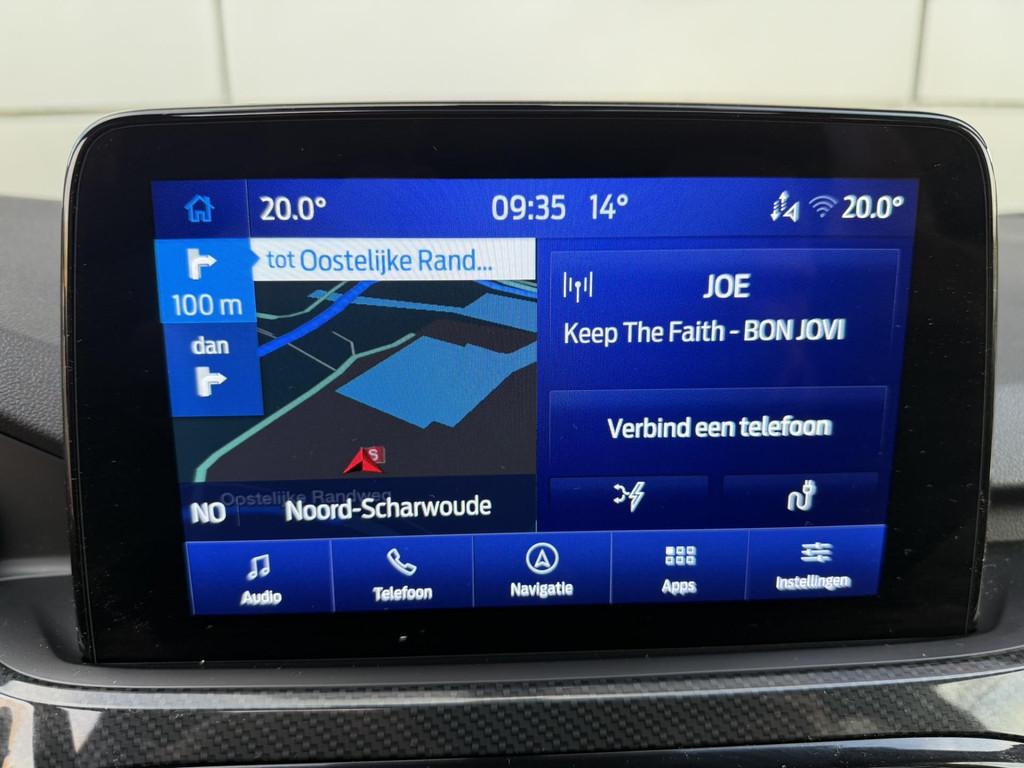 20.0°
09:35 14°
20.0°
tot Oostelijke Rand...
100 m
dan
JOE
Keep The Faith - BON JOVI
Verbind een telefoon
S
Oostelijke Randweg
NO
Noord-Scharwoude
Audio
Telefoon
Navigatie
Apps
Instellingen